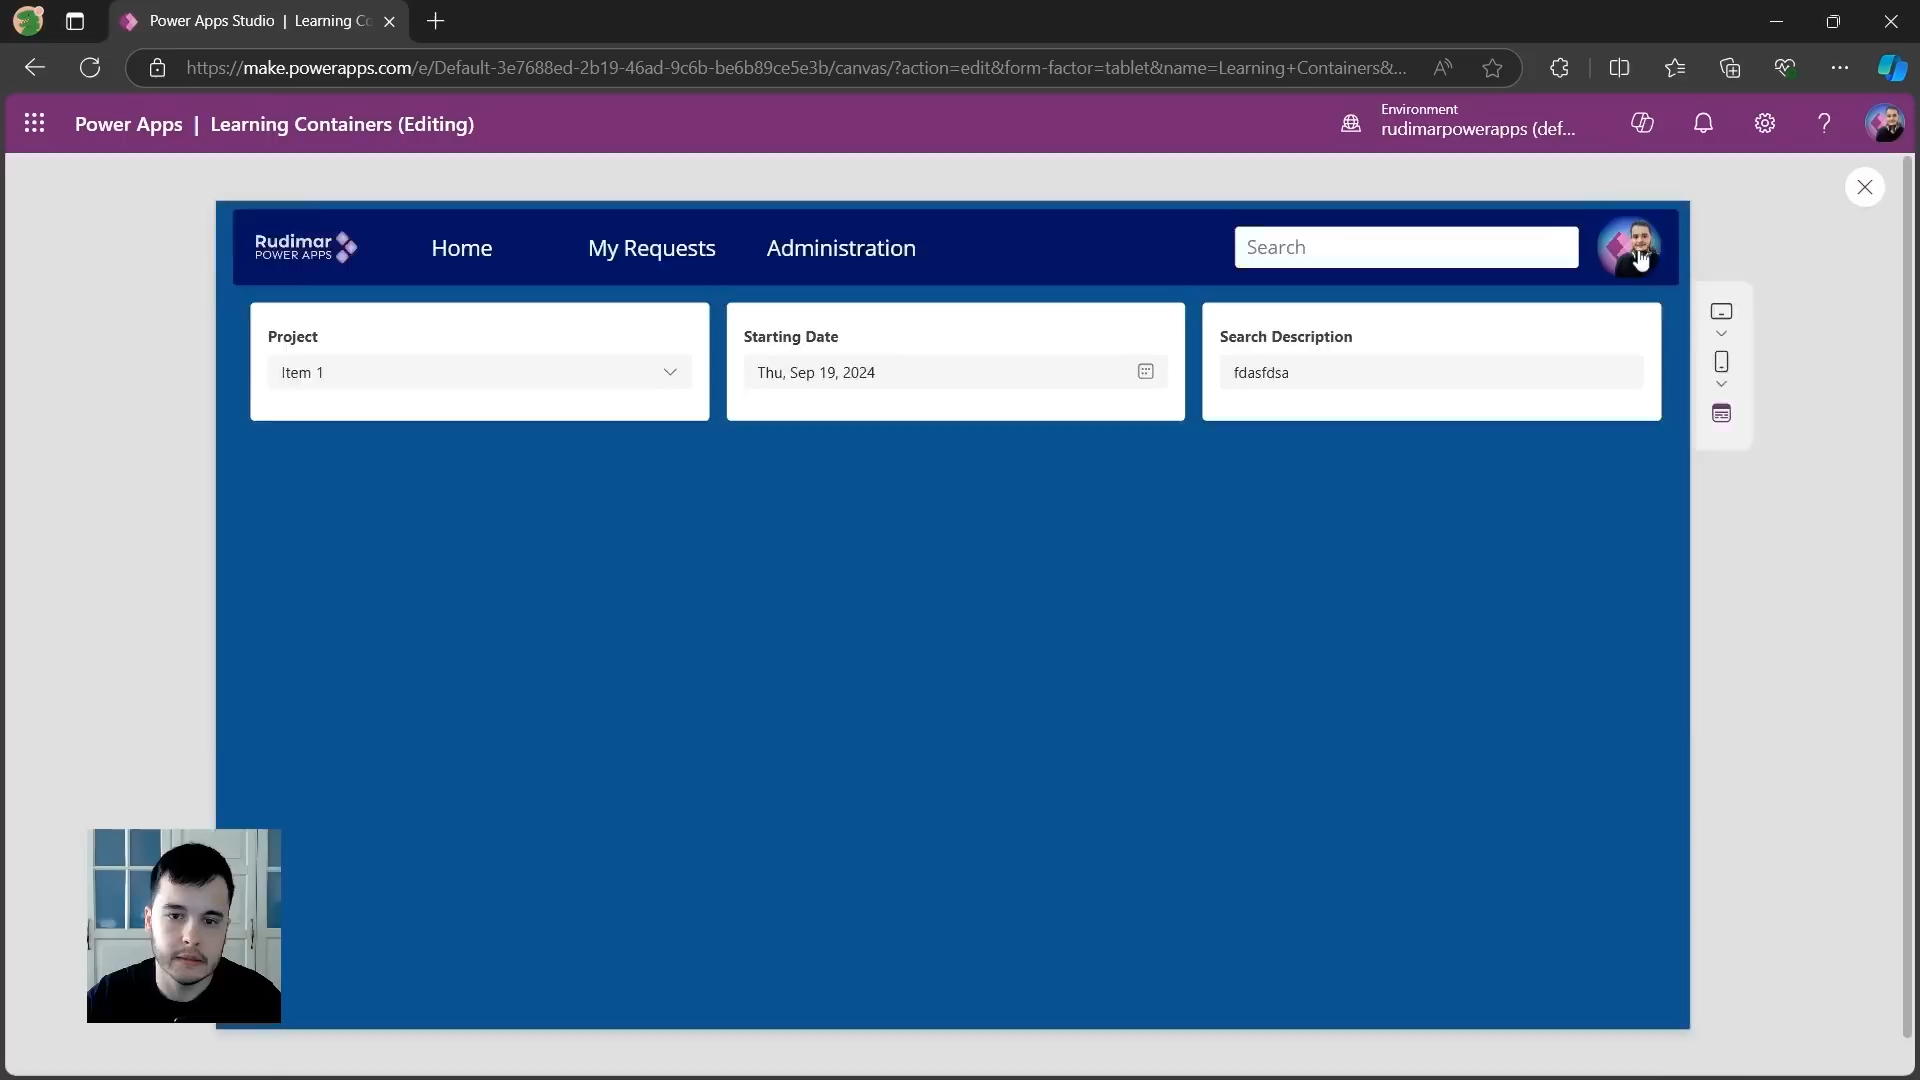 Power Apps Studio | Learning Co
https://make.powerapps.com/e/Default-3e7688ed-2b19-46ad-9c6b-be6b89ce5e3b/canvas/?action=edit&form-factor=tablet&name=Learning+Containers&...
Power Apps | Learning Containers (Editing)
Environment
rudimarpowerapps (def...
Rudimar
POWER APPS
Home
My Requests
Administration
Search
Project
Item 1
Starting Date
Thu, Sep 19, 2024
Search Description
fdasfdsa